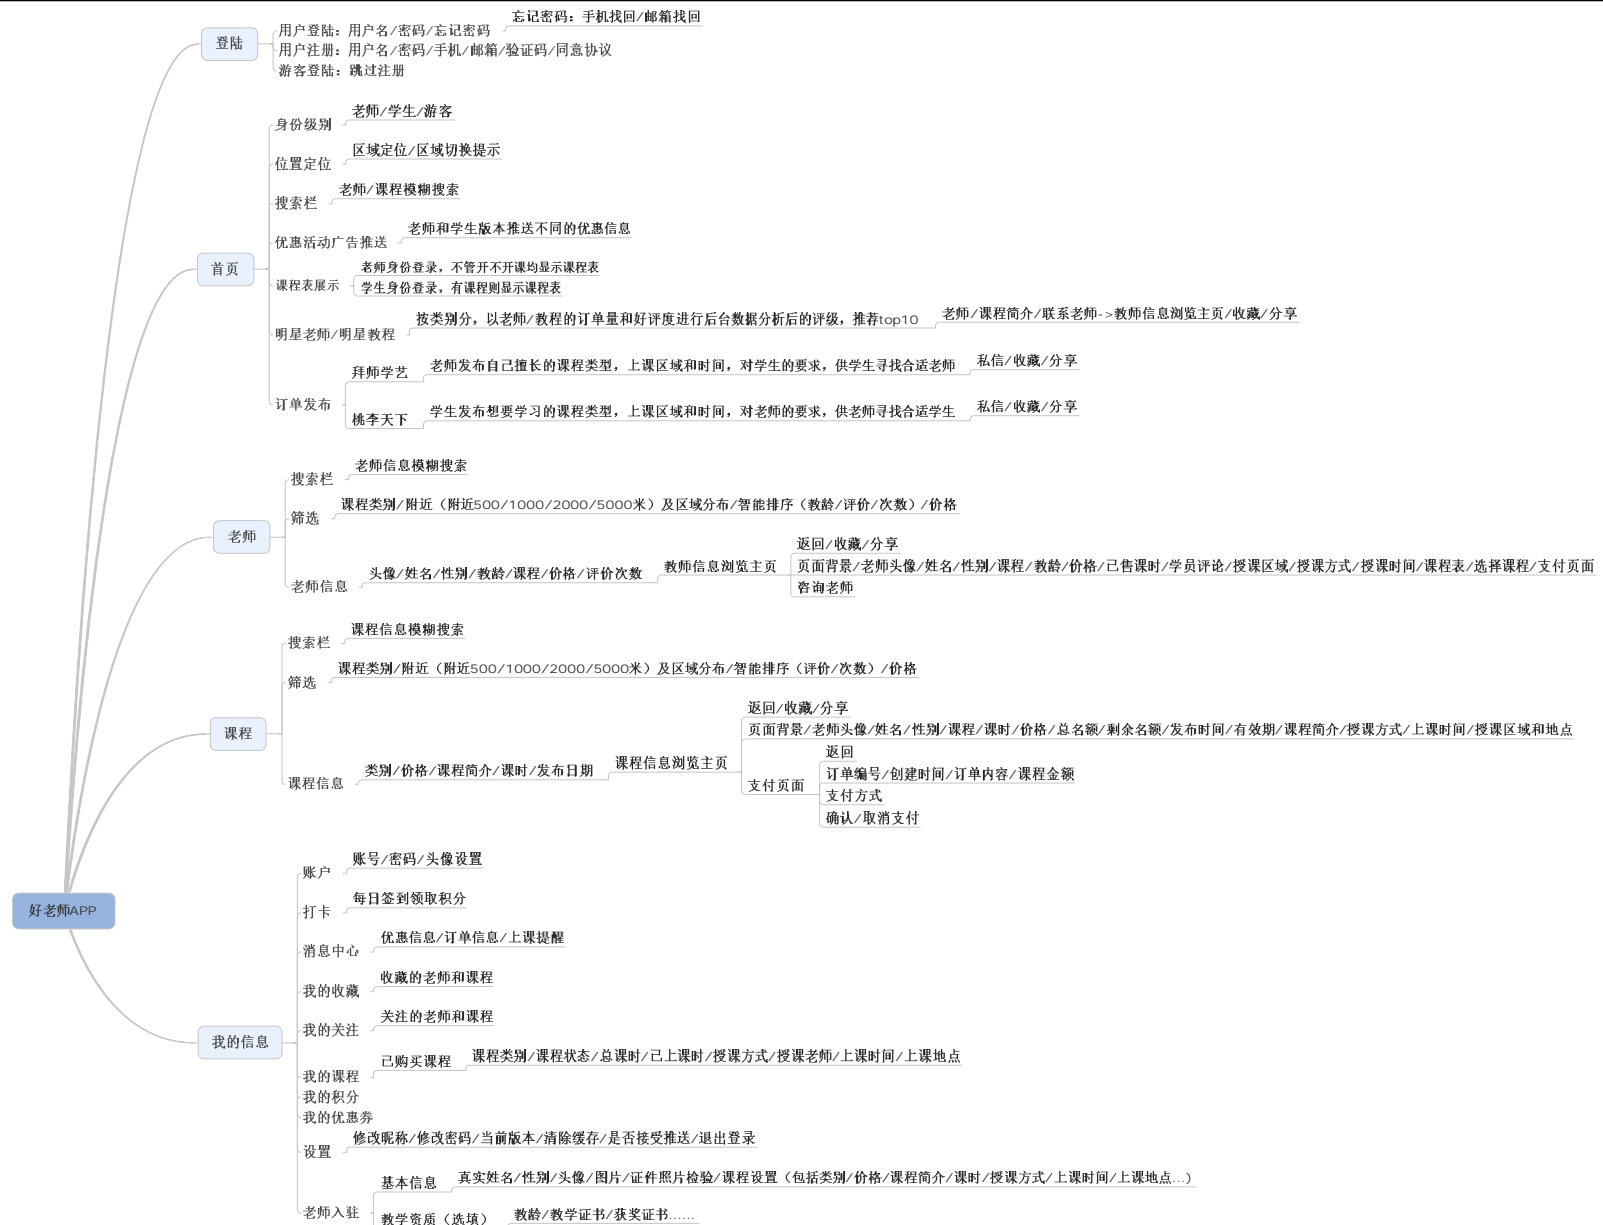 忘记密码：手机找回/邮箱找回
用户登陆：用户名/密码/忘记密码
登陆
用户注册：用户名/密码/手机/邮箱/验证码/同意协议
游客登陆：跳过注册
老师/学生/游客
身份级别
区域定位/区域切换提示
位置定位
老师/课程模糊搜索
搜索栏
老师和学生版本推送不同的优惠信息
优惠活动广告推送
首页
老师身份登录，不管开不开课均显示课程表
课程表展示
学生身份登录，有课程则显示课程表
老师/课程简介/联系老师->教师信息浏览主页/收藏/分享
按类别分，以老师/教程的订单量和好评度进行后台数据分析后的评级，推荐top10
明星老师/明星教程
私信/收藏/分享
老师发布自己擅长的课程类型，上课区域和时间，对学生的要求，供学生寻找合适老师
拜师学艺
订单发布
私信/收藏/分享
学生发布想要学习的课程类型，上课区域和时间，对老师的要求，供老师寻找合适学生
桃李天下
老师信息模糊搜索
搜索栏
课程类别/附近（附近500/1000/2000/5000米）及区域分布/智能排序（教龄/评价/次数）/价格
筛选
老师
返回/收藏/分享
教师信息浏览主页
页面背景/老师头像/姓名/性别/课程/教龄/价格/已售课时/学员评论/授课区域/授课方式/授课时间/课程表/选择课程/支付页面
头像/姓名/性别/教龄/课程/价格/评价次数
老师信息
咨询老师
课程信息模糊搜索
搜索栏
课程类别/附近（附近500/1000/2000/5000米）及区域分布/智能排序（评价/次数）/价格
筛选
返回/收藏/分享
课程
页面背景/老师头像/姓名/性别/课程/课时/价格/总名额/剩余名额/发布时间/有效期/课程简介/授课方式/上课时间/授课区域和地点
返回
课程信息浏览主页
类别/价格/课程简介/课时/发布日期
课程信息
订单编号/创建时间/订单内容/课程金额
支付页面
支付方式
确认/取消支付
账号/密码/头像设置
账户
每日签到领取积分
打卡
好老师APP
优惠信息/订单信息/上课提醒
消息中心
收藏的老师和课程
我的收藏
关注的老师和课程
我的关注
我的信息
课程类别/课程状态/总课时/已上课时/授课方式/授课老师/上课时间/上课地点
已购买课程
我的课程
我的积分
我的优惠券
修改昵称/修改密码/当前版本/清除缓存/是否接受推送/退出登录
设置
真实姓名/性别/头像/图片/证件照片检验/课程设置（包括类别/价格/课程简介/课时/授课方式/上课时间/上课地点...）
基本信息
老师入驻
教龄/教学证书/获奖证书......
教学资质（选填）